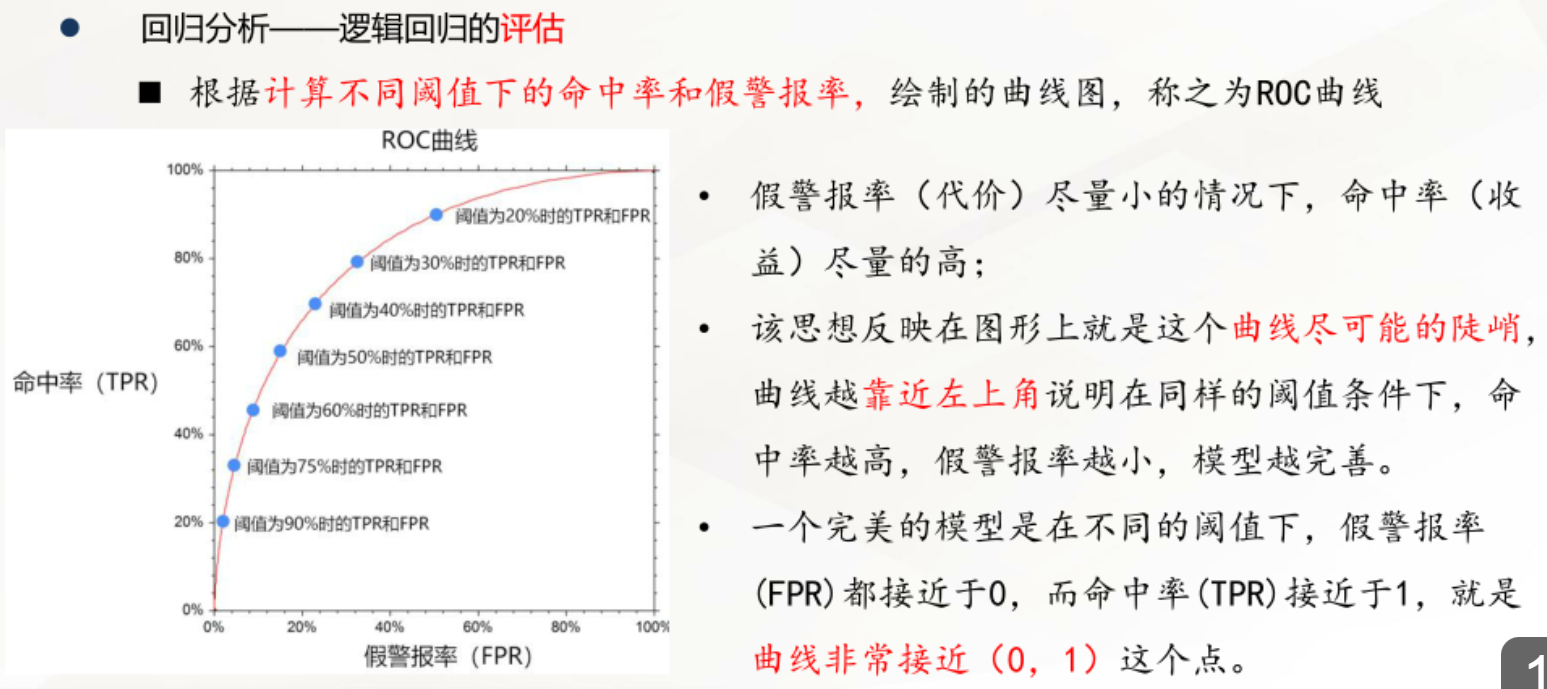 ● 回归分析——逻辑回归的评估
■ 根据计算不同阈值下的命中率和假警报率，绘制的曲线图，称之为ROC曲线
ROC曲线
100%
80%
60%
40%
20%
0%
命中率（TPR）
阈值为20%时的TPR和FPR
阈值为30%时的TPR和FPR
阈值为40%时的TPR和FPR
阈值为50%时的TPR和FPR
阈值为60%时的TPR和FPR
阈值为75%时的TPR和FPR
阈值为90%时的TPR和FPR
0% 20% 40% 60% 80% 100%
假警报率（FPR）
• 假警报率（代价）尽量小的情况下，命中率（收
益）尽量的高；
• 该思想反映在图形上就是这个曲线尽可能的陡峭，
曲线越靠近左上角说明在同样的阈值条件下，命
中率越高，假警报率越小，模型越完善。
• 一个完美的模型是在不同的阈值下，假警报率
(FPR)都接近于0，而命中率(TPR)接近于1，就是
曲线非常接近（0，1）这个点。